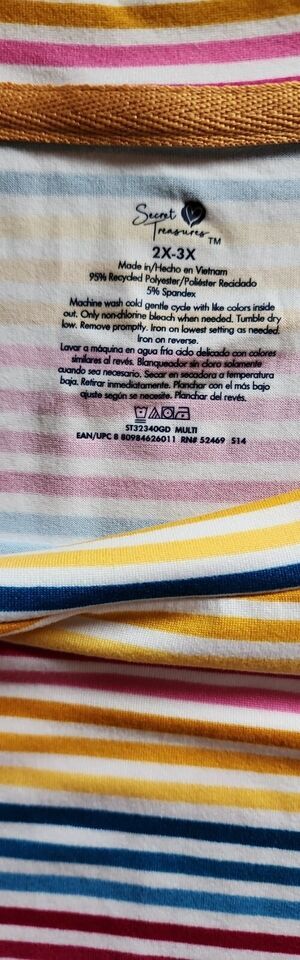 Secret
Treasures™
2X-3X
Made in/Hecho en Vietnam
95% Recycled Polyester/Poliéster Reciclado
5% Spandex
Machine wash cold gentle cycle with like colors inside
out. Only non-chlorine bleach when needed. Tumble dry
low. Remove promptly. Iron on lowest setting as needed.
Iron on reverse.
Lavar a máquina en agua fría ciclo delicado con colores
similares al revés. Blanqueador sin cloro solamente
cuando sea necesario. Secar en secadora a temperatura
baja. Retirar inmediatamente. Planchar con el más bajo
ajuste según se necesite. Planchar del revés.
ST32340GD MULTI
EAN/UPC 8 80984626011 RN# 52469 S14